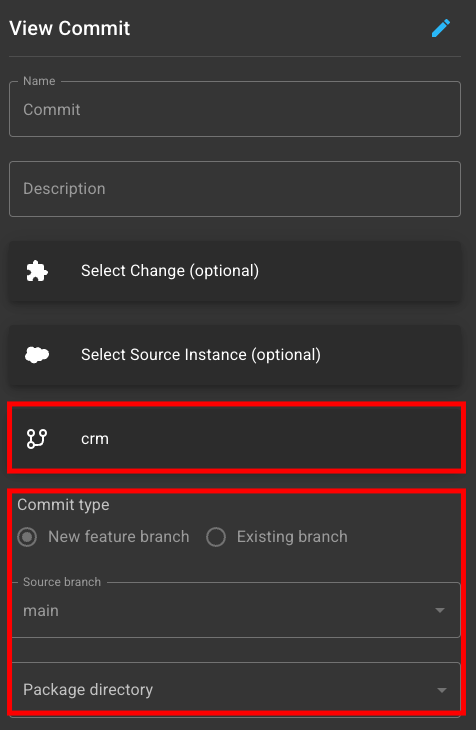 View Commit
Name
Commit
Description
Select Change (optional)
Select Source Instance (optional)
crm
Commit type
New feature branch Existing branch
Source branch
main
Package directory